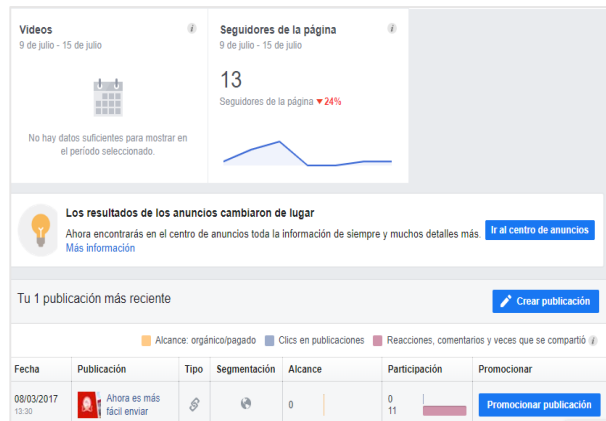 Videos
9 de julio - 15 de julio
No hay datos suficientes para mostrar en
el período seleccionado.
Seguidores de la página
9 de julio - 15 de julio
13
Seguidores de la página ▼24%
Los resultados de los anuncios cambiaron de lugar
Ahora encontrarás en el centro de anuncios toda la información de siempre y muchos detalles más.
Más información
Ir al centro de anuncios
Tu 1 publicación más reciente
Crear publicación
Alcance: orgánico/pagado Clics en publicaciones Reacciones, comentarios y veces que se compartió
Fecha Publicación Tipo Segmentación Alcance Participación Promocionar
08/03/2017
13:30
Ahora es más
fácil enviar
0
0
11
Promocionar publicación